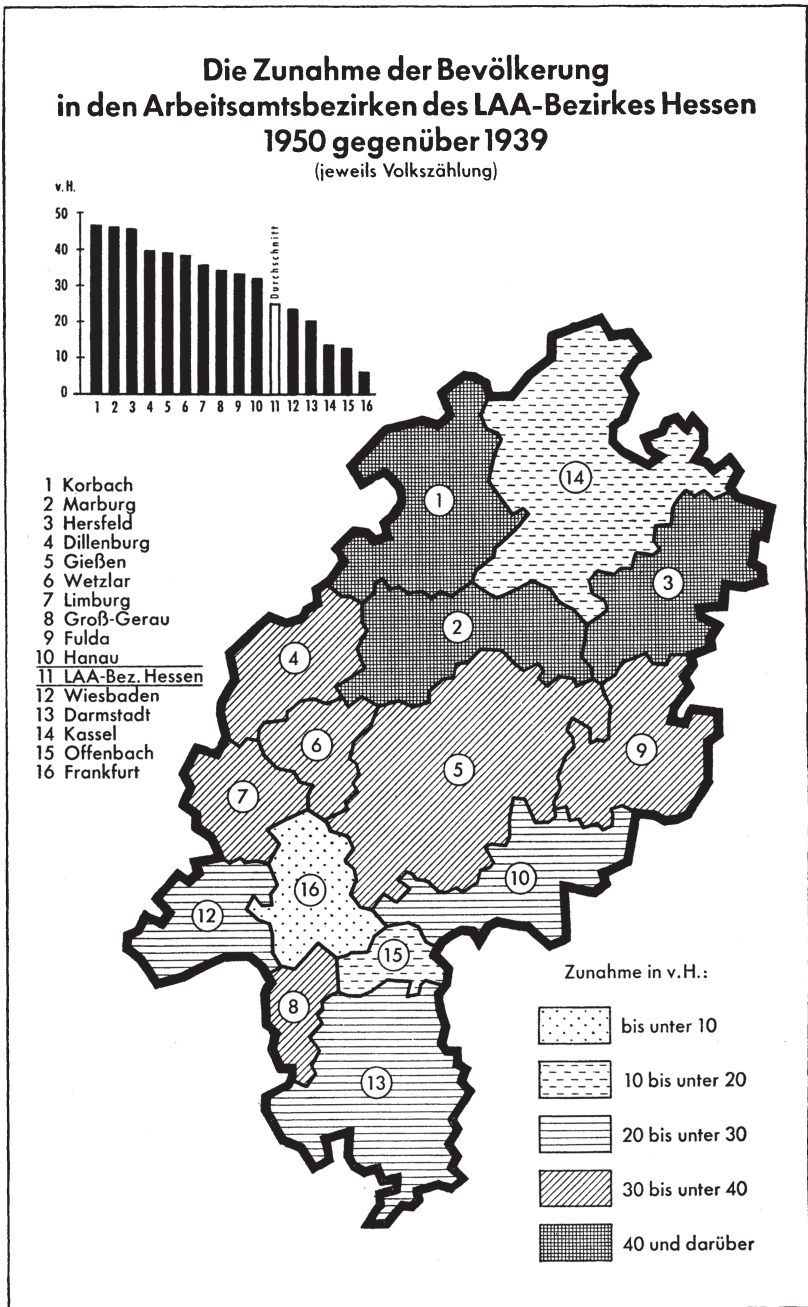 Die Zunahme der Bevölkerung
in den Arbeitsamtsbezirken des LAA-Bezirkes Hessen
1950 gegenüber 1939
(jeweils Volkszählung)
v.H.
50
40
30
20
10
0
Durchschnitt
1 2 3 4 5 6 7 8 9 10 11 12 13 14 15 16
1 Korbach
2 Marburg
3 Hersfeld
4 Dillenburg
5 Gießen
6 Wetzlar
7 Limburg
8 Groß-Gerau
9 Fulda
10 Hanau
11 LAA-Bez. Hessen
12 Wiesbaden
13 Darmstadt
14 Kassel
15 Offenbach
16 Frankfurt
14
1
3
2
4
6
9
5
7
10
16
12
15
8
13
Zunahme in v.H.:
bis unter 10
10 bis unter 20
20 bis unter 30
30 bis unter 40
40 und darüber